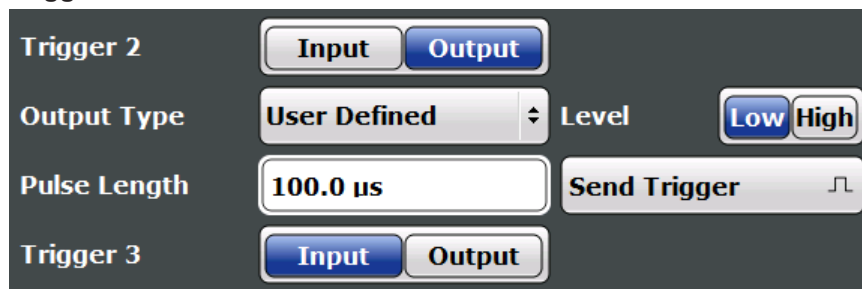 Trigger 2 Input Output
Output Type User Defined Level Low High
Pulse Length 100.0 µs Send Trigger
Trigger 3 Input Output